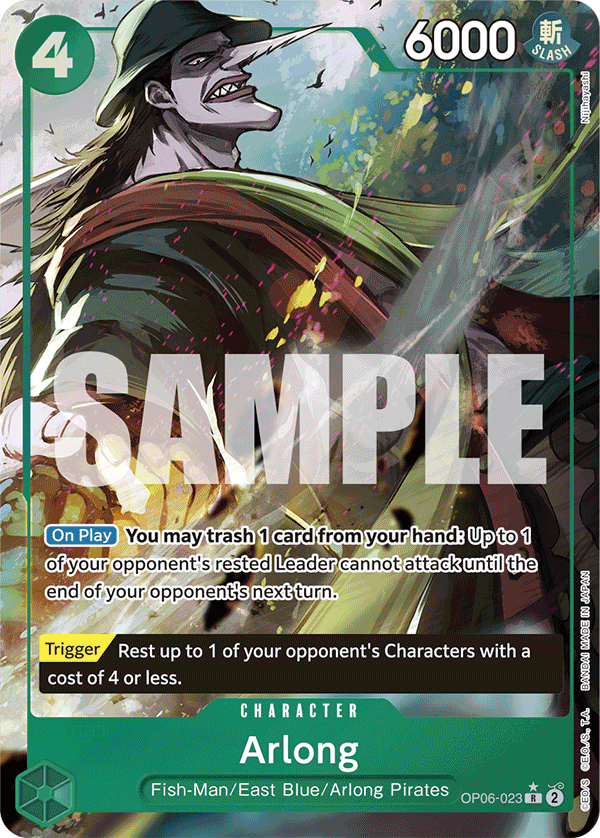 4
6000
斬
SLASH
Nijihayashi
SAMPLE
On Play You may trash 1 card from your hand: Up to 1
of your opponent's rested Leader cannot attack until the
end of your opponent's next turn.
Trigger Rest up to 1 of your opponent's Characters with a
cost of 4 or less.
CHARACTER
Arlong
Fish-Man/East Blue/Arlong Pirates
OP06-023 R 2
©E.O./S., T.A. BANDAI MADE IN JAPAN